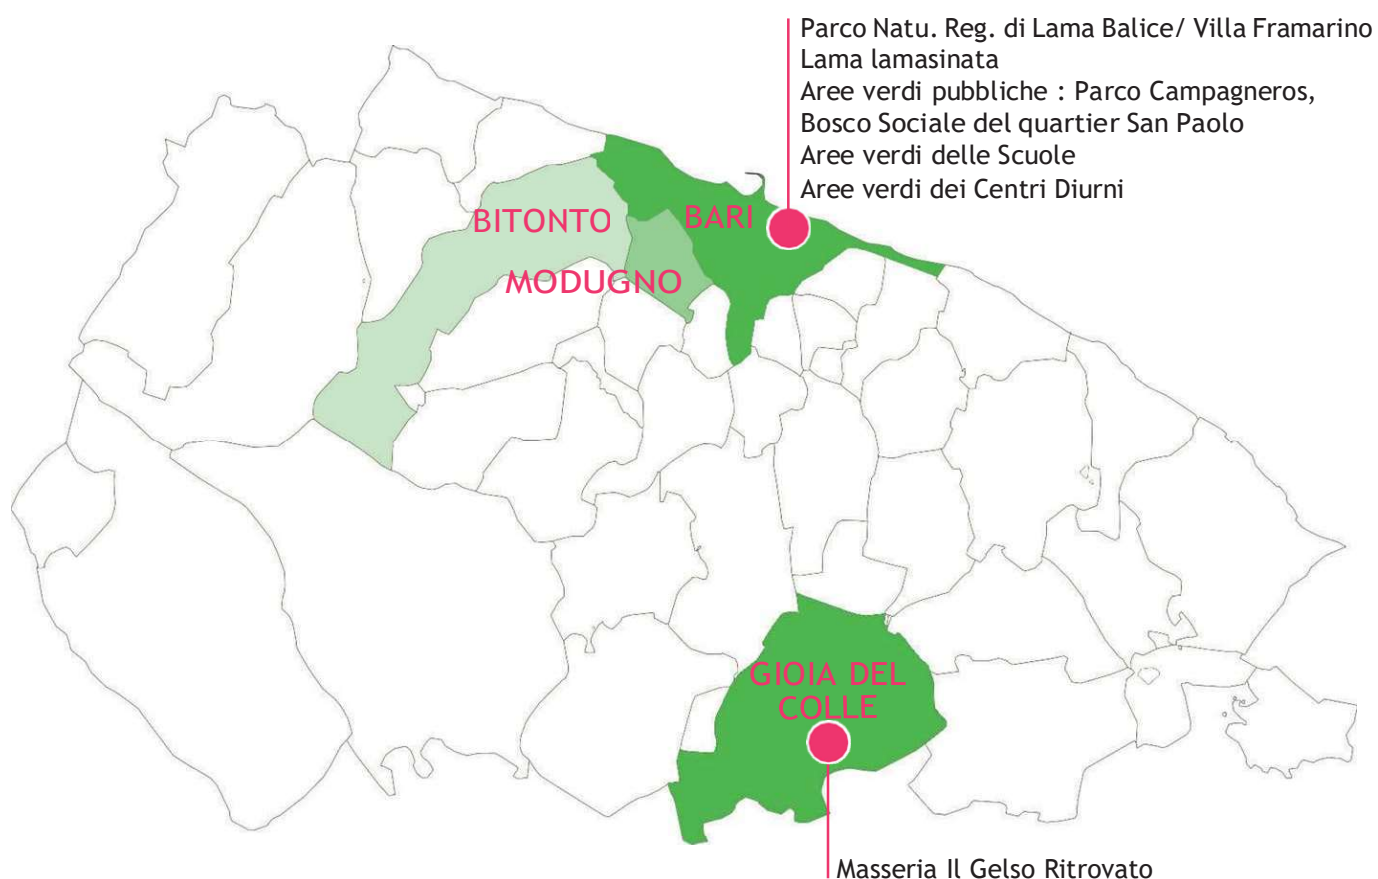 Parco Natu. Reg. di Lama Balice/ Villa Framarino
Lama lamasinata
Aree verdi pubbliche : Parco Campagneros,
Bosco Sociale del quartier San Paolo
Aree verdi delle Scuole
Aree verdi dei Centri Diurni
BITONTO
BARI
MODUGNO
GIOIA DEL
COLLE
Masseria Il Gelso Ritrovato